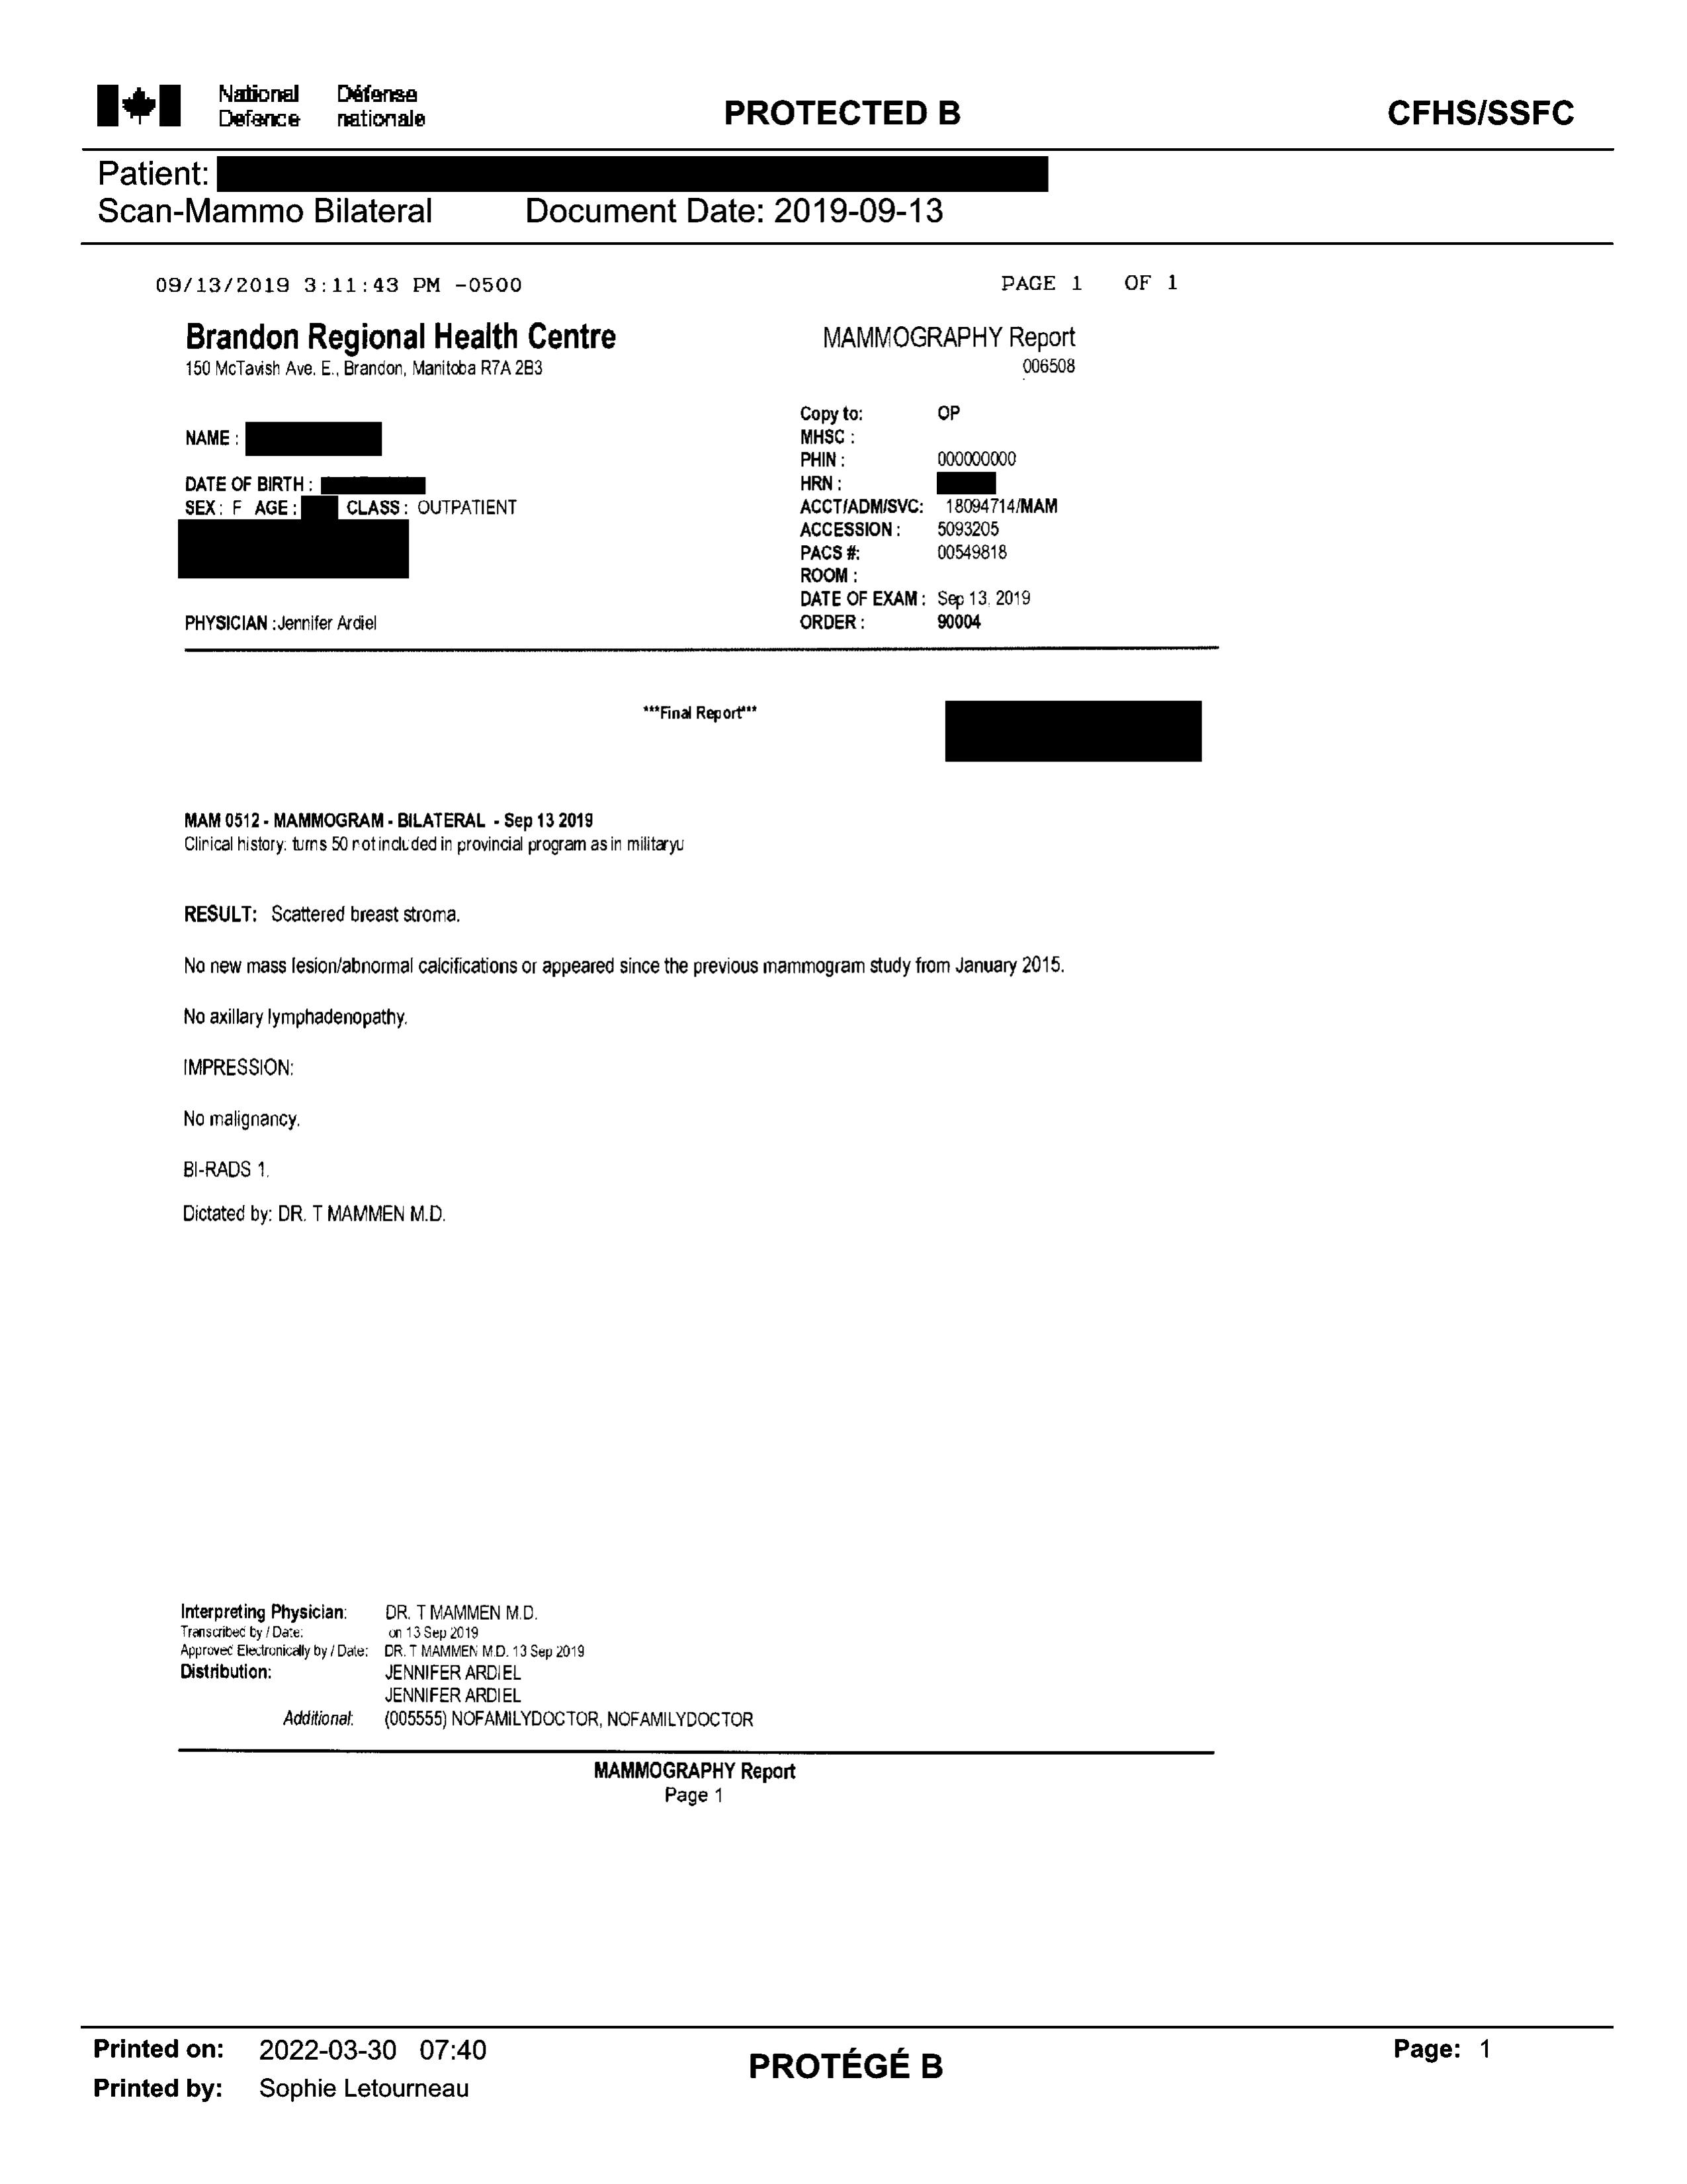 National Défense
Defence nationale
PROTECTED B
CFHS/SSFC
Patient:
Scan-Mammo Bilateral Document Date: 2019-09-13
09/13/2019 3:11:43 PM -0500 PAGE 1 OF 1
Brandon Regional Health Centre
150 McTavish Ave. E., Brandon, Manitoba R7A 2B3
MAMMOGRAPHY Report
006508
NAME :
DATE OF BIRTH :
SEX : F AGE : CLASS : OUTPATIENT
PHYSICIAN : Jennifer Ardiel
Copy to: OP
MHSC :
PHIN : 000000000
HRN :
ACCT/ADM/SVC: 18094714/MAM
ACCESSION : 5093205
PACS #: 00549818
ROOM :
DATE OF EXAM : Sep 13, 2019
ORDER : 90004
***Final Report***
MAM 0512 - MAMMOGRAM - BILATERAL - Sep 13 2019
Clinical history: turns 50 not included in provincial program as in militaryu
RESULT: Scattered breast stroma.
No new mass lesion/abnormal calcifications or appeared since the previous mammogram study from January 2015.
No axillary lymphadenopathy.
IMPRESSION:
No malignancy.
BI-RADS 1.
Dictated by: DR. T MAMMEN M.D.
Interpreting Physician: DR. T MAMMEN M.D.
Transcribed by / Date: on 13 Sep 2019
Approved Electronically by / Date: DR. T MAMMEN M.D. 13 Sep 2019
Distribution: JENNIFER ARDIEL
JENNIFER ARDIEL
Additional: (005555) NOFAMILYDOCTOR, NOFAMILYDOCTOR
MAMMOGRAPHY Report
Page 1
Printed on: 2022-03-30 07:40
Printed by: Sophie Letourneau
PROTÉGÉ B
Page: 1